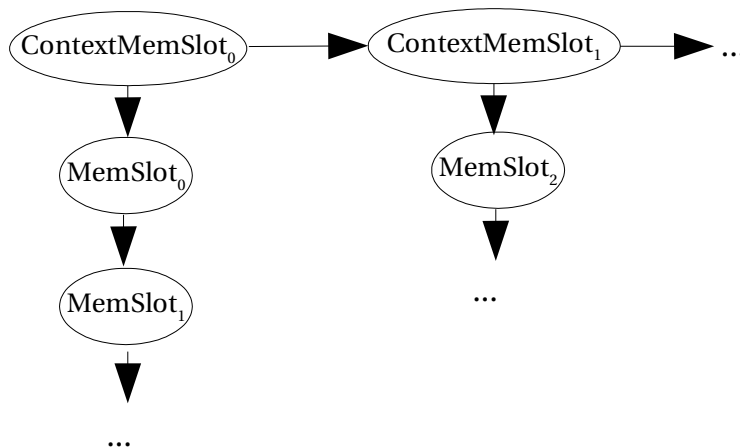 ContextMemSlot₀
ContextMemSlot₁
...
MemSlot₀
MemSlot₂
MemSlot₁
...
...